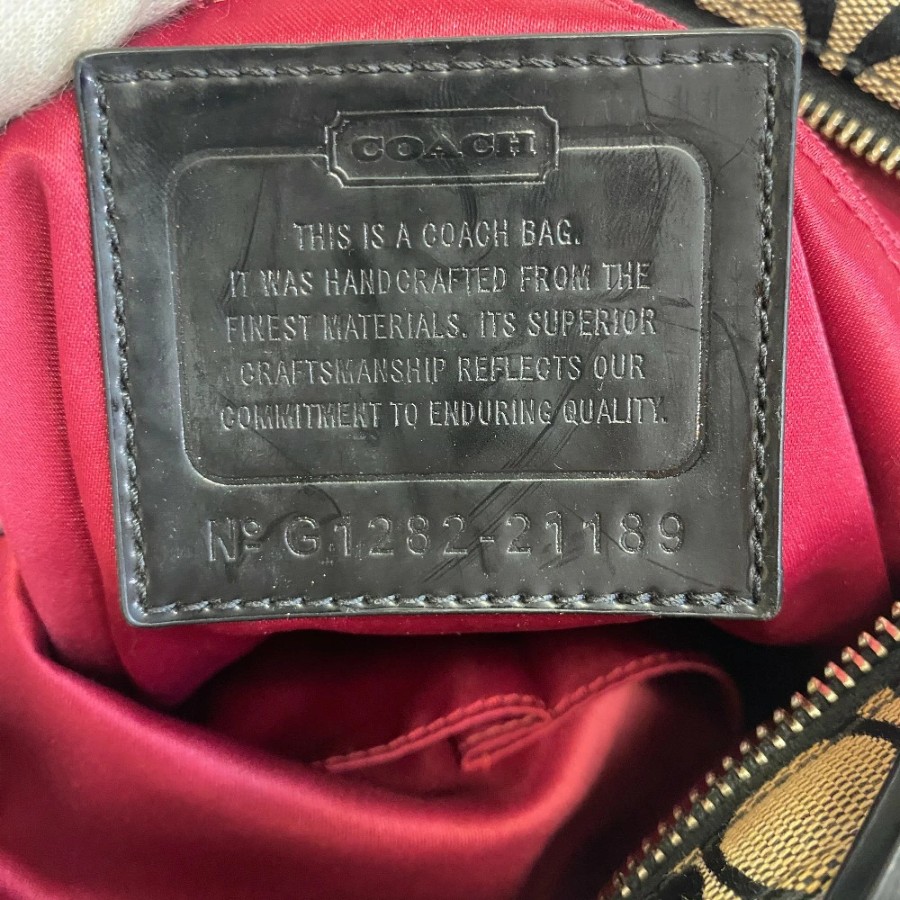 COACH
THIS IS A COACH BAG.
IT WAS HANDCRAFTED FROM THE
FINEST MATERIALS. ITS SUPERIOR
CRAFTSMANSHIP REFLECTS OUR
COMMITMENT TO ENDURING QUALITY.
Nº G1282-21189